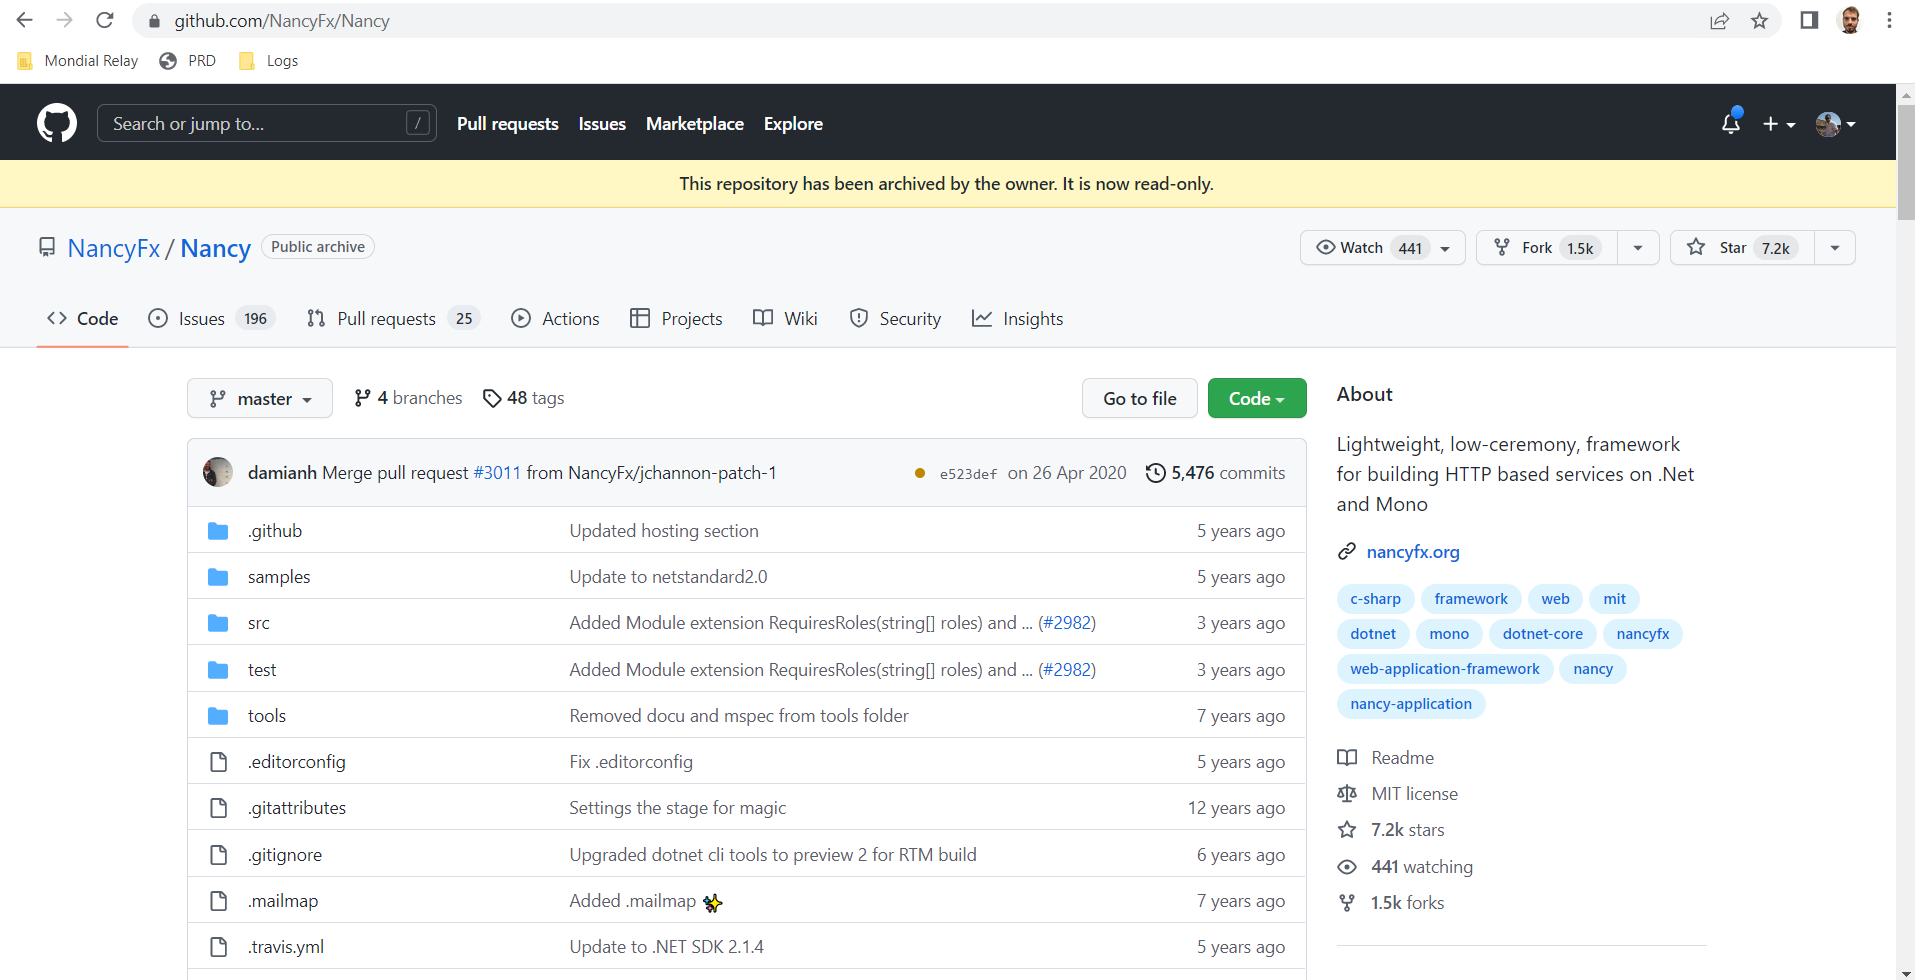 github.com/NancyFx/Nancy
Mondial Relay PRD Logs
Search or jump to... / Pull requests Issues Marketplace Explore
This repository has been archived by the owner. It is now read-only.
NancyFx / Nancy Public archive Watch 441 Fork 1.5k Star 7.2k
Code Issues 196 Pull requests 25 Actions Projects Wiki Security Insights
master 4 branches 48 tags Go to file Code
damianh Merge pull request #3011 from NancyFx/jchannon-patch-1 e523def on 26 Apr 2020 5,476 commits
.github Updated hosting section 5 years ago
samples Update to netstandard2.0 5 years ago
src Added Module extension RequiresRoles(string[] roles) and ... (#2982) 3 years ago
test Added Module extension RequiresRoles(string[] roles) and ... (#2982) 3 years ago
tools Removed docu and mspec from tools folder 7 years ago
.editorconfig Fix .editorconfig 5 years ago
.gitattributes Settings the stage for magic 12 years ago
.gitignore Upgraded dotnet cli tools to preview 2 for RTM build 6 years ago
.mailmap Added .mailmap ✨ 7 years ago
.travis.yml Update to .NET SDK 2.1.4 5 years ago
About
Lightweight, low-ceremony, framework
for building HTTP based services on .Net
and Mono
nancyfx.org
c-sharp framework web mit
dotnet mono dotnet-core nancyfx
web-application-framework nancy
nancy-application
Readme
MIT license
7.2k stars
441 watching
1.5k forks